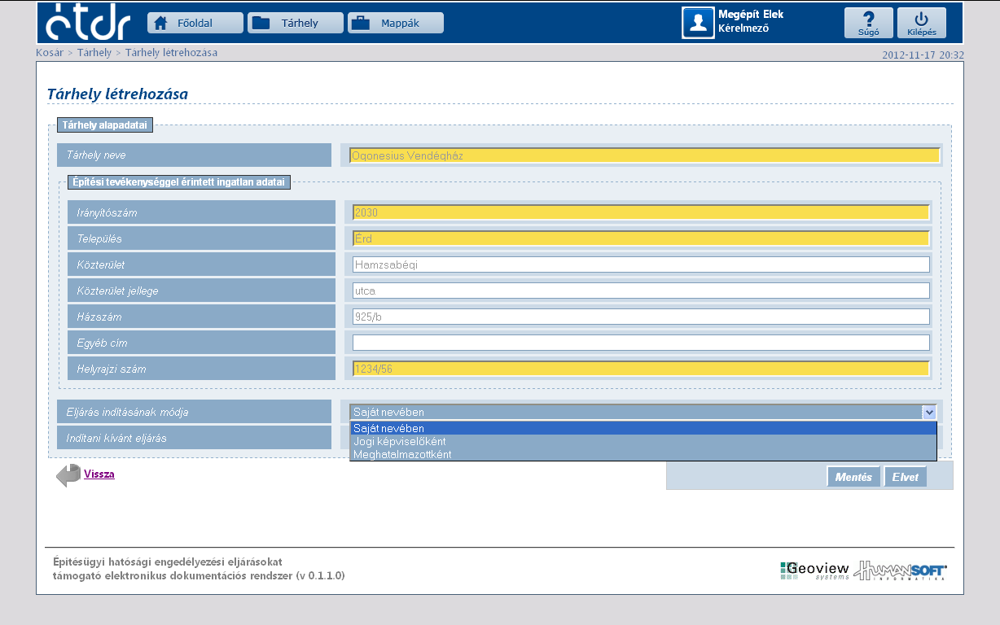 étdr
Főoldal
Tárhely
Mappák
Megépít Elek
Kérelmező
Súgó
Kilépés
Kosár > Tárhely > Tárhely létrehozása
2012-11-17 20:32
Tárhely létrehozása
Tárhely alapadatai
Tárhely neve
Ogonesius Vendégház
Építési tevékenységgel érintett ingatlan adatai
Irányítószám
2030
Település
Érd
Közterület
Hamzsabégi
Közterület jellege
utca
Házszám
925/b
Egyéb cím
Helyrajzi szám
1234/56
Eljárás indításának módja
Saját nevében
Saját nevében
Jogi képviselőként
Meghatalmazottként
Indítani kívánt eljárás
Vissza
Mentés
Elvet
Építésügyi hatósági engedélyezési eljárásokat
támogató elektronikus dokumentációs rendszer (v 0.1.1.0)
Geoview
systems
HUMANSOFT
INFORMATIKA